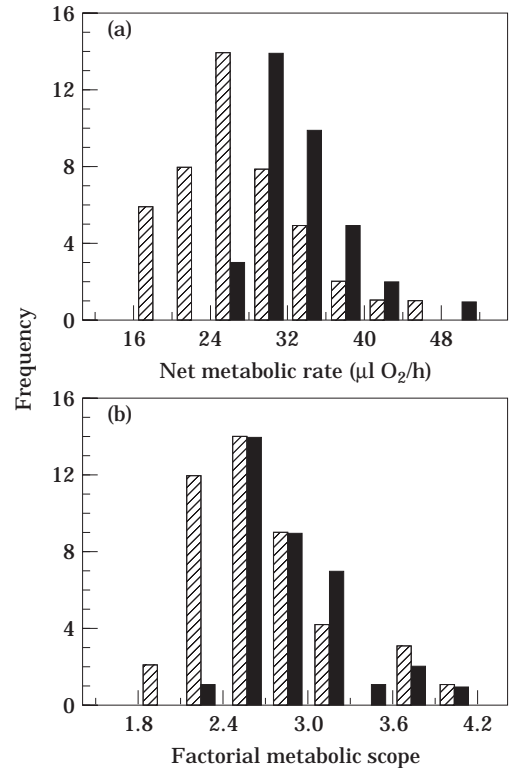 (a)
16
12
8
4
0
16 24 32 40 48
Net metabolic rate (μl O₂/h)
Frequency
(b)
16
12
8
4
0
1.8 2.4 3.0 3.6 4.2
Factorial metabolic scope